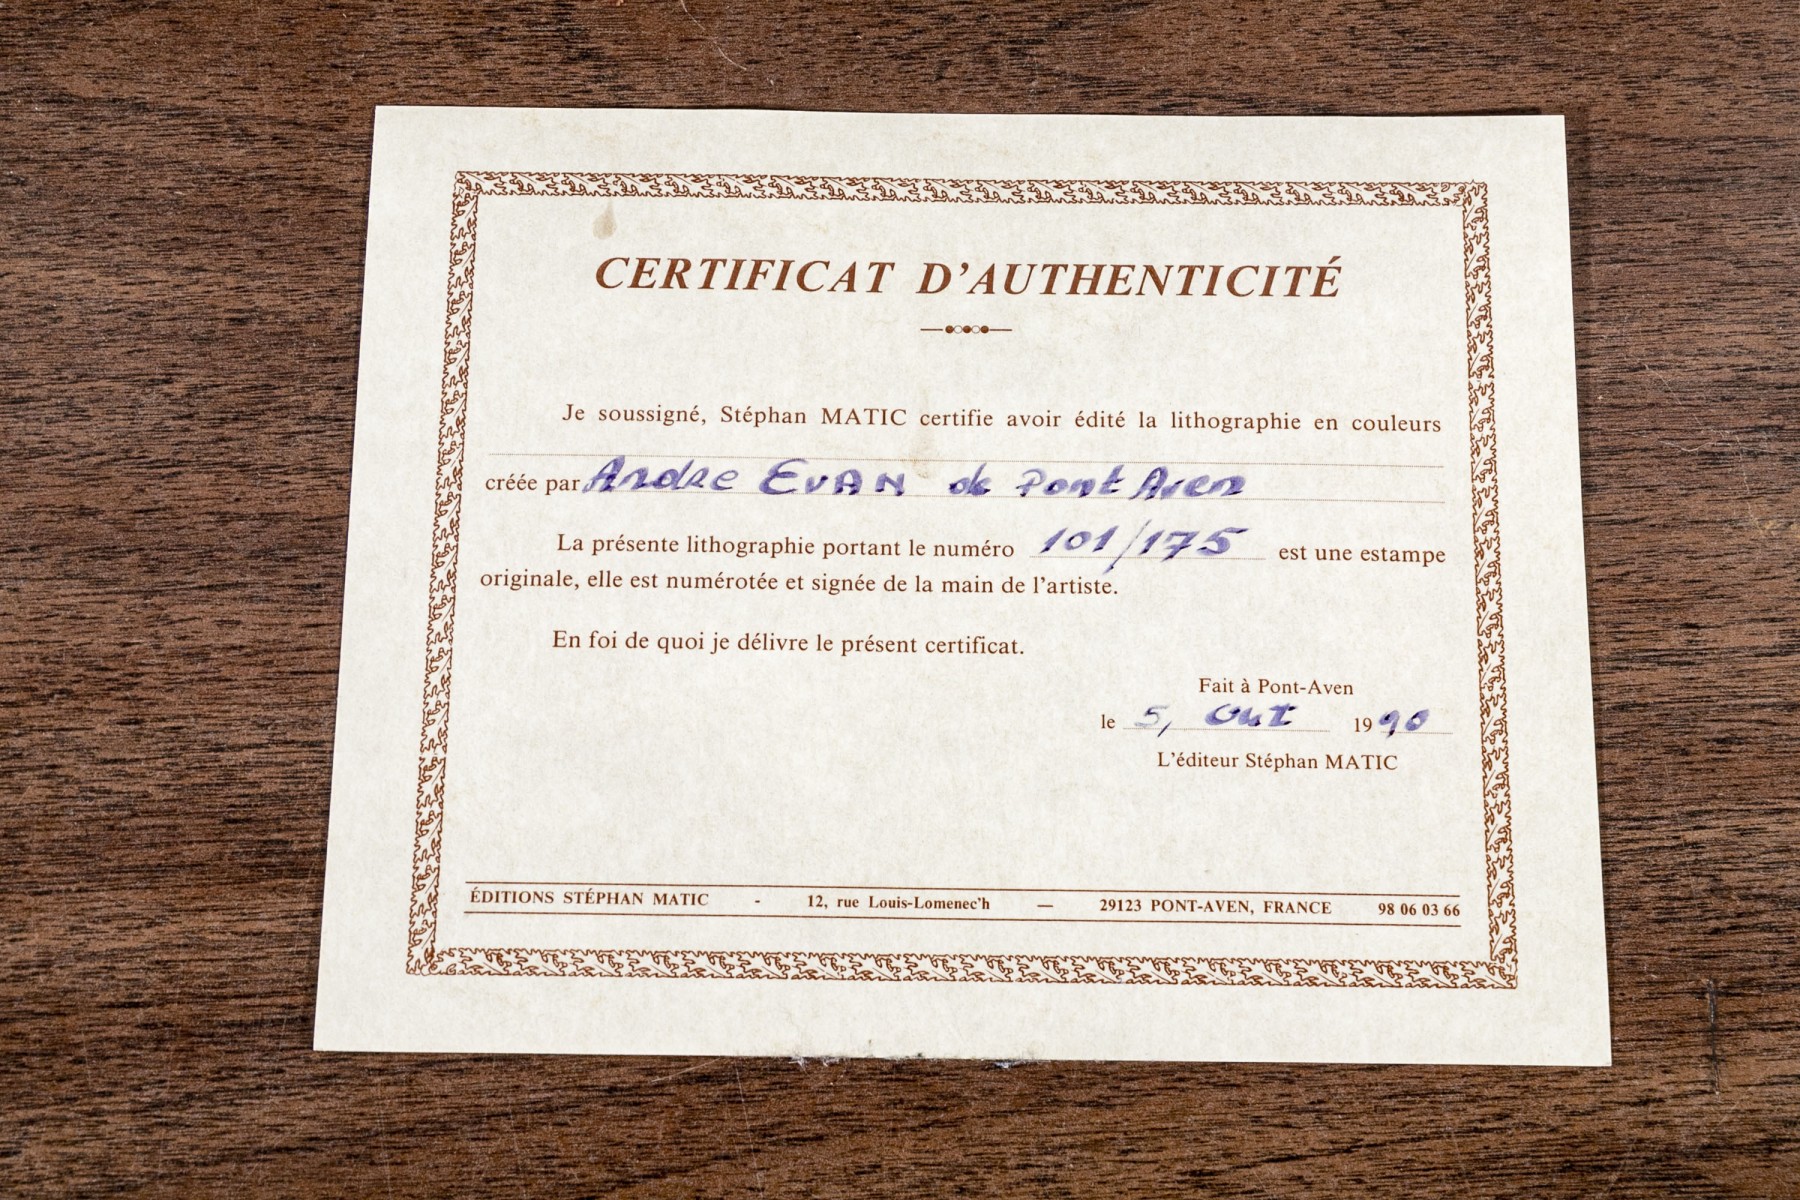 CERTIFICAT D'AUTHENTICITÉ
Je soussigné, Stéphan MATIC certifie avoir édité la lithographie en couleurs
créée par Andre EVAN de Pont Aven
La présente lithographie portant le numéro 101/175 est une estampe
originale, elle est numérotée et signée de la main de l'artiste.
En foi de quoi je délivre le présent certificat.
Fait à Pont-Aven
le 5, 1990
L'éditeur Stéphan MATIC
ÉDITIONS STÉPHAN MATIC - 12, rue Louis-Lomenec'h — 29123 PONT-AVEN, FRANCE 98 06 03 66